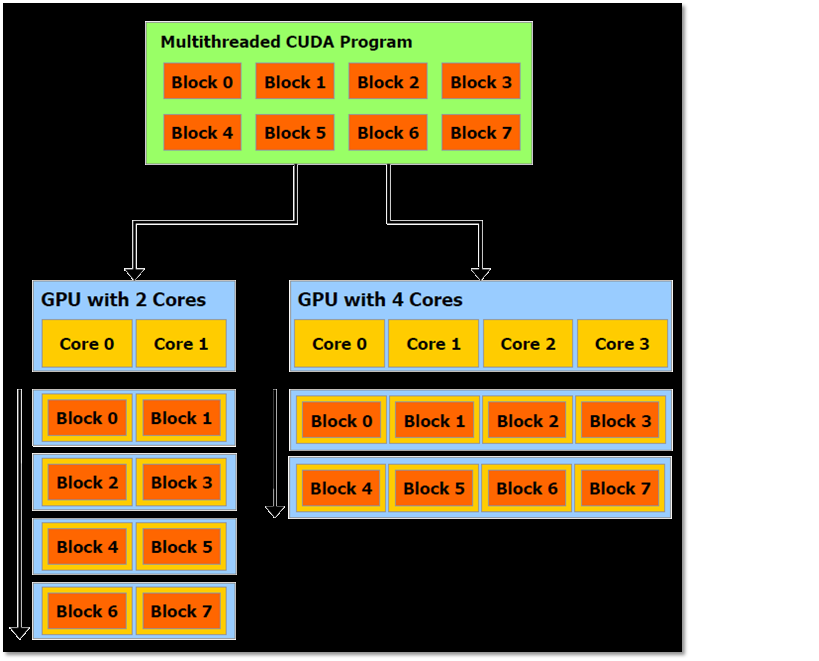 Multithreaded CUDA Program
Block 0 Block 1 Block 2 Block 3
Block 4 Block 5 Block 6 Block 7
GPU with 2 Cores
Core 0 Core 1
Block 0 Block 1
Block 2 Block 3
Block 4 Block 5
Block 6 Block 7
GPU with 4 Cores
Core 0 Core 1 Core 2 Core 3
Block 0 Block 1 Block 2 Block 3
Block 4 Block 5 Block 6 Block 7